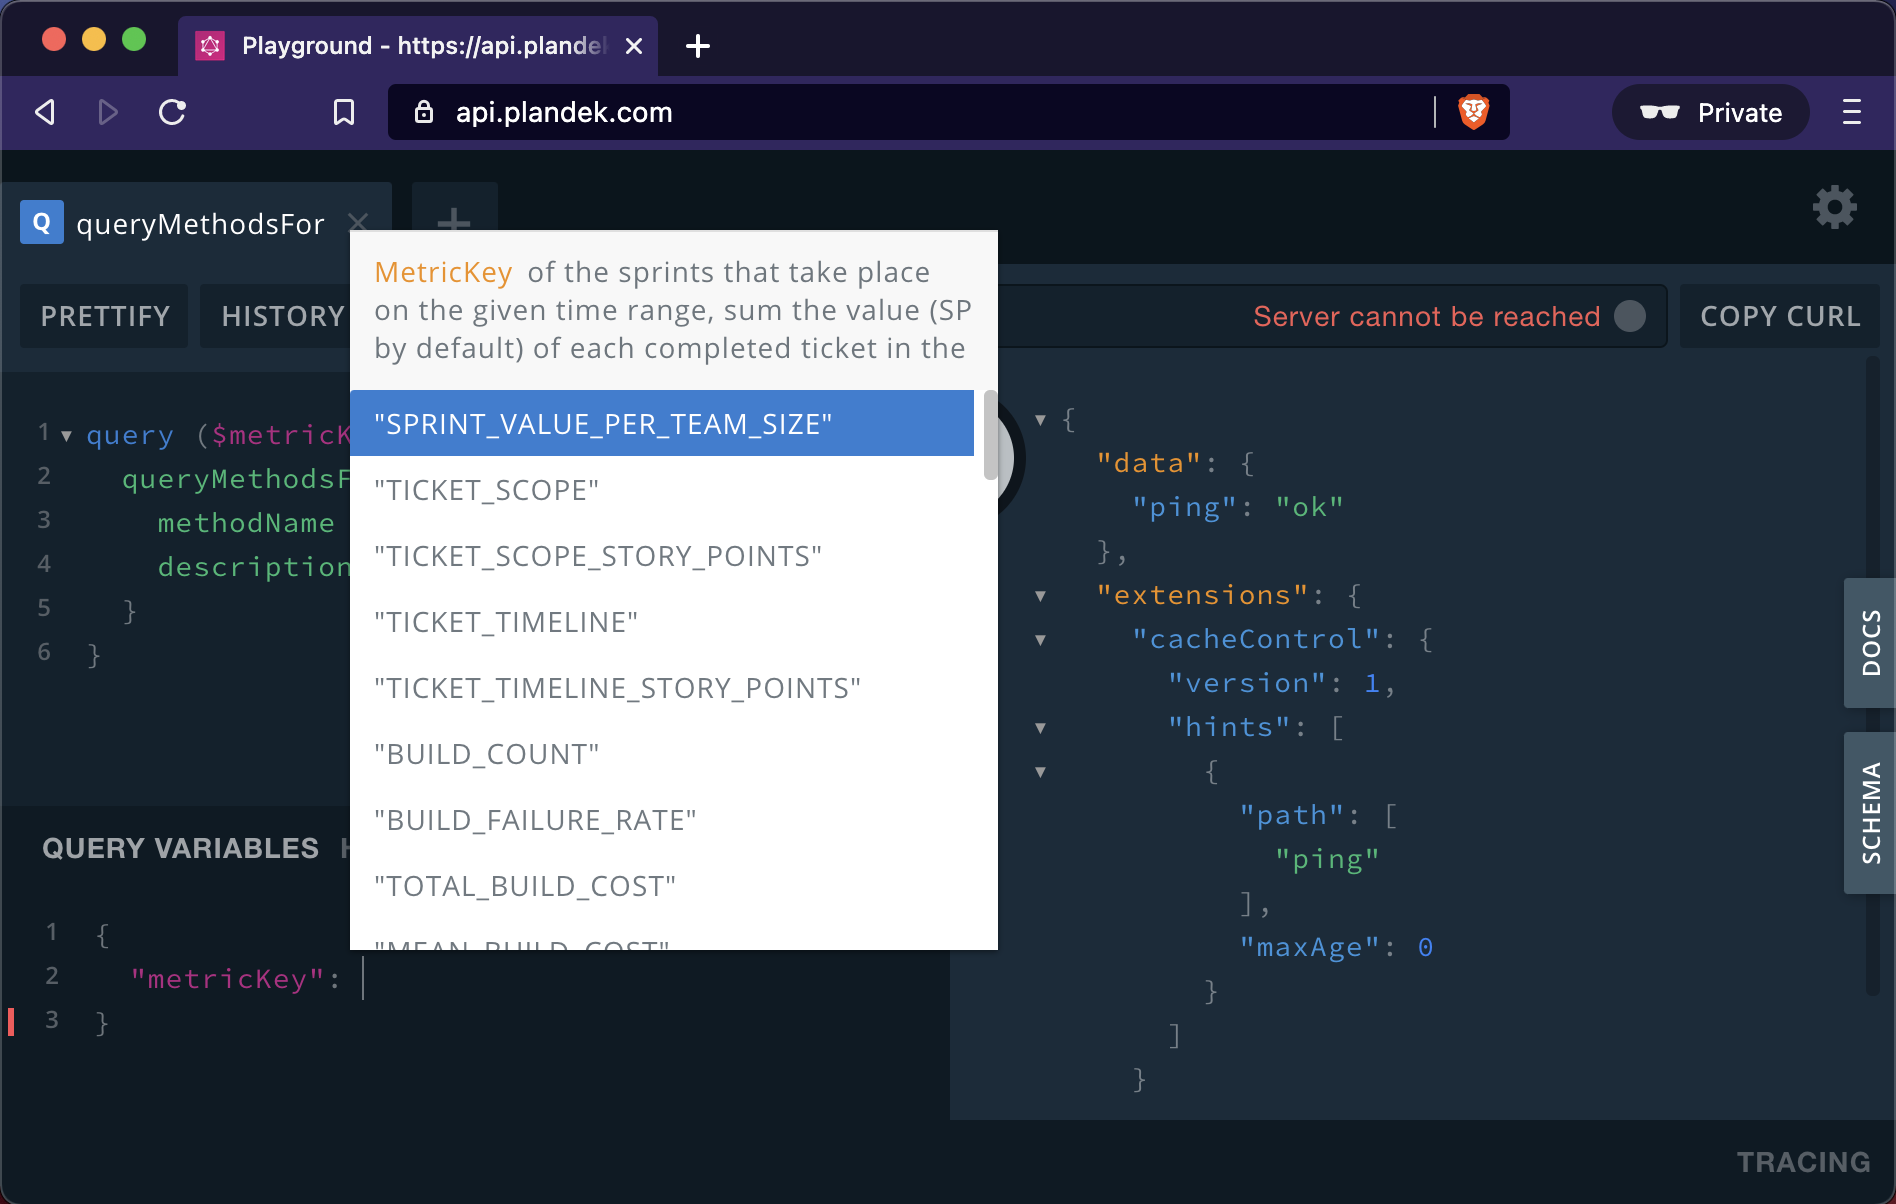 Playground - https://api.plandek
api.plandek.com
Private
Q queryMethodsFor
PRETTIFY
HISTORY
Server cannot be reached
COPY CURL
MetricKey of the sprints that take place
on the given time range, sum the value (SP
by default) of each completed ticket in the
"SPRINT_VALUE_PER_TEAM_SIZE"
"TICKET_SCOPE"
"TICKET_SCOPE_STORY_POINTS"
"TICKET_TIMELINE"
"TICKET_TIMELINE_STORY_POINTS"
"BUILD_COUNT"
"BUILD_FAILURE_RATE"
"TOTAL_BUILD_COST"
"MEAN_BUILD_COST"
1 query ($metricK
2 queryMethodsF
3 methodName
4 description
5 }
6 }
QUERY VARIABLES H
1 {
2 "metricKey":
3 }
{
"data": {
"ping": "ok"
},
"extensions": {
"cacheControl": {
"version": 1,
"hints": [
{
"path": [
"ping"
],
"maxAge": 0
}
]
}
DOCS
SCHEMA
TRACING